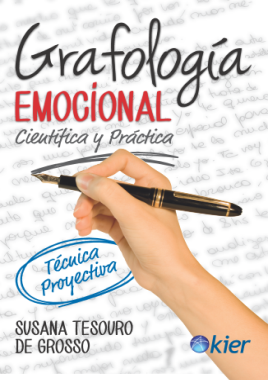 Grafología
EMOCIONAL
Científica y Práctica
Técnica
Proyectiva
SUSANA TESOURO
DE GROSSO
kier